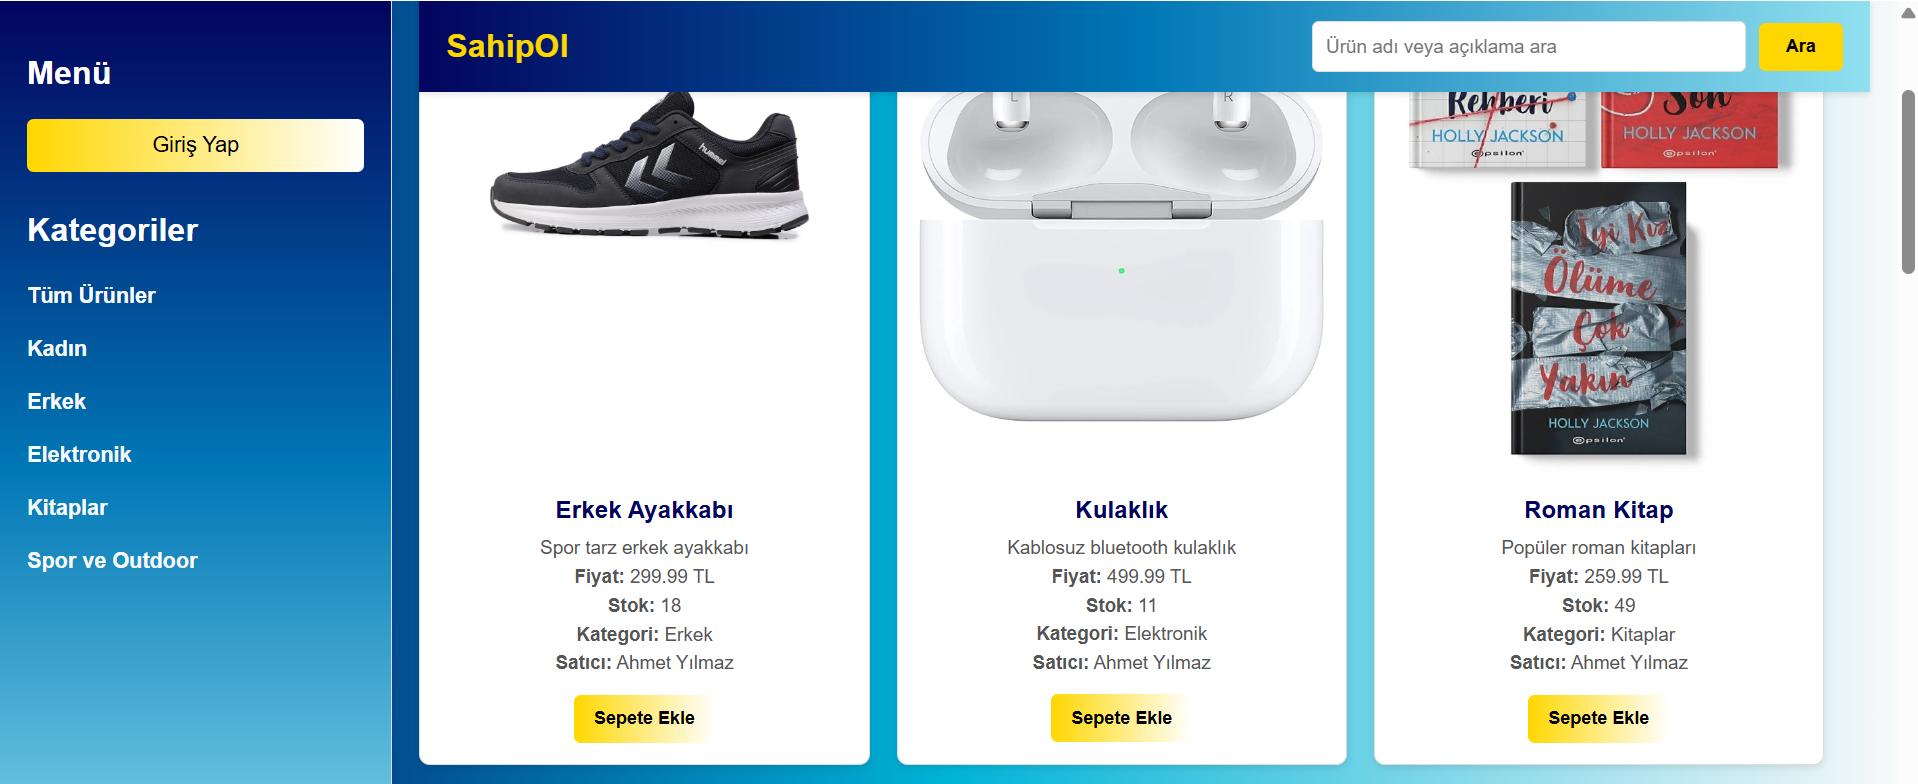 Menü
Giriş Yap
Kategoriler
Tüm Ürünler
Kadın
Erkek
Elektronik
Kitaplar
Spor ve Outdoor
SahipOl
Ürün adı veya açıklama ara
Ara
hummel
Erkek Ayakkabı
Spor tarz erkek ayakkabı
Fiyat: 299.99 TL
Stok: 18
Kategori: Erkek
Satıcı: Ahmet Yılmaz
Sepete Ekle
L
R
Kulaklık
Kablosuz bluetooth kulaklık
Fiyat: 499.99 TL
Stok: 11
Kategori: Elektronik
Satıcı: Ahmet Yılmaz
Sepete Ekle
Rehberi
HOLLY JACKSON
epsilon
Son
HOLLY JACKSON
epsilon
İyi Kız
Ölüme
Çok
Yakın
HOLLY JACKSON
epsilon
Roman Kitap
Popüler roman kitapları
Fiyat: 259.99 TL
Stok: 49
Kategori: Kitaplar
Satıcı: Ahmet Yılmaz
Sepete Ekle